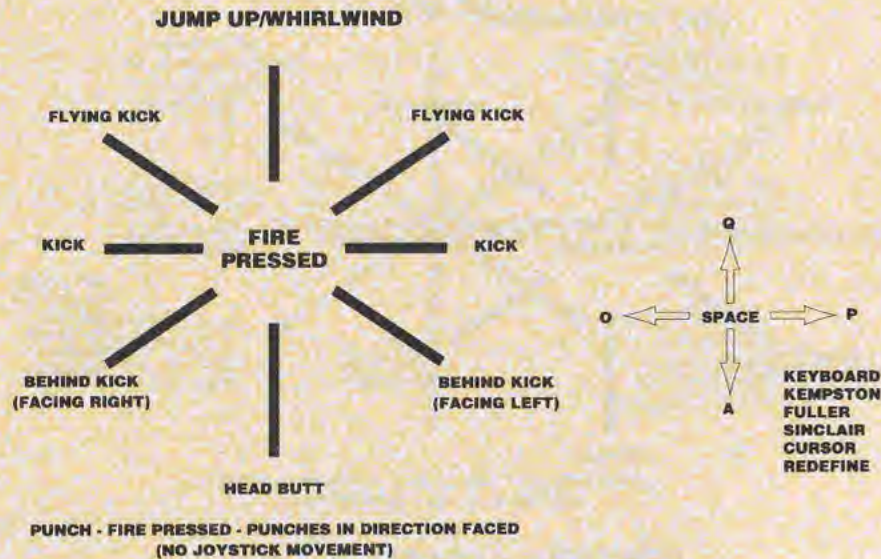 JUMP UP/WHIRLWIND
FLYING KICK
FLYING KICK
KICK
FIRE
PRESSED
KICK
BEHIND KICK
(FACING RIGHT)
BEHIND KICK
(FACING LEFT)
HEAD BUTT
PUNCH - FIRE PRESSED - PUNCHES IN DIRECTION FACED
(NO JOYSTICK MOVEMENT)
Q
O
SPACE
P
A
KEYBOARD
KEMPSTON
FULLER
SINCLAIR
CURSOR
REDEFINE